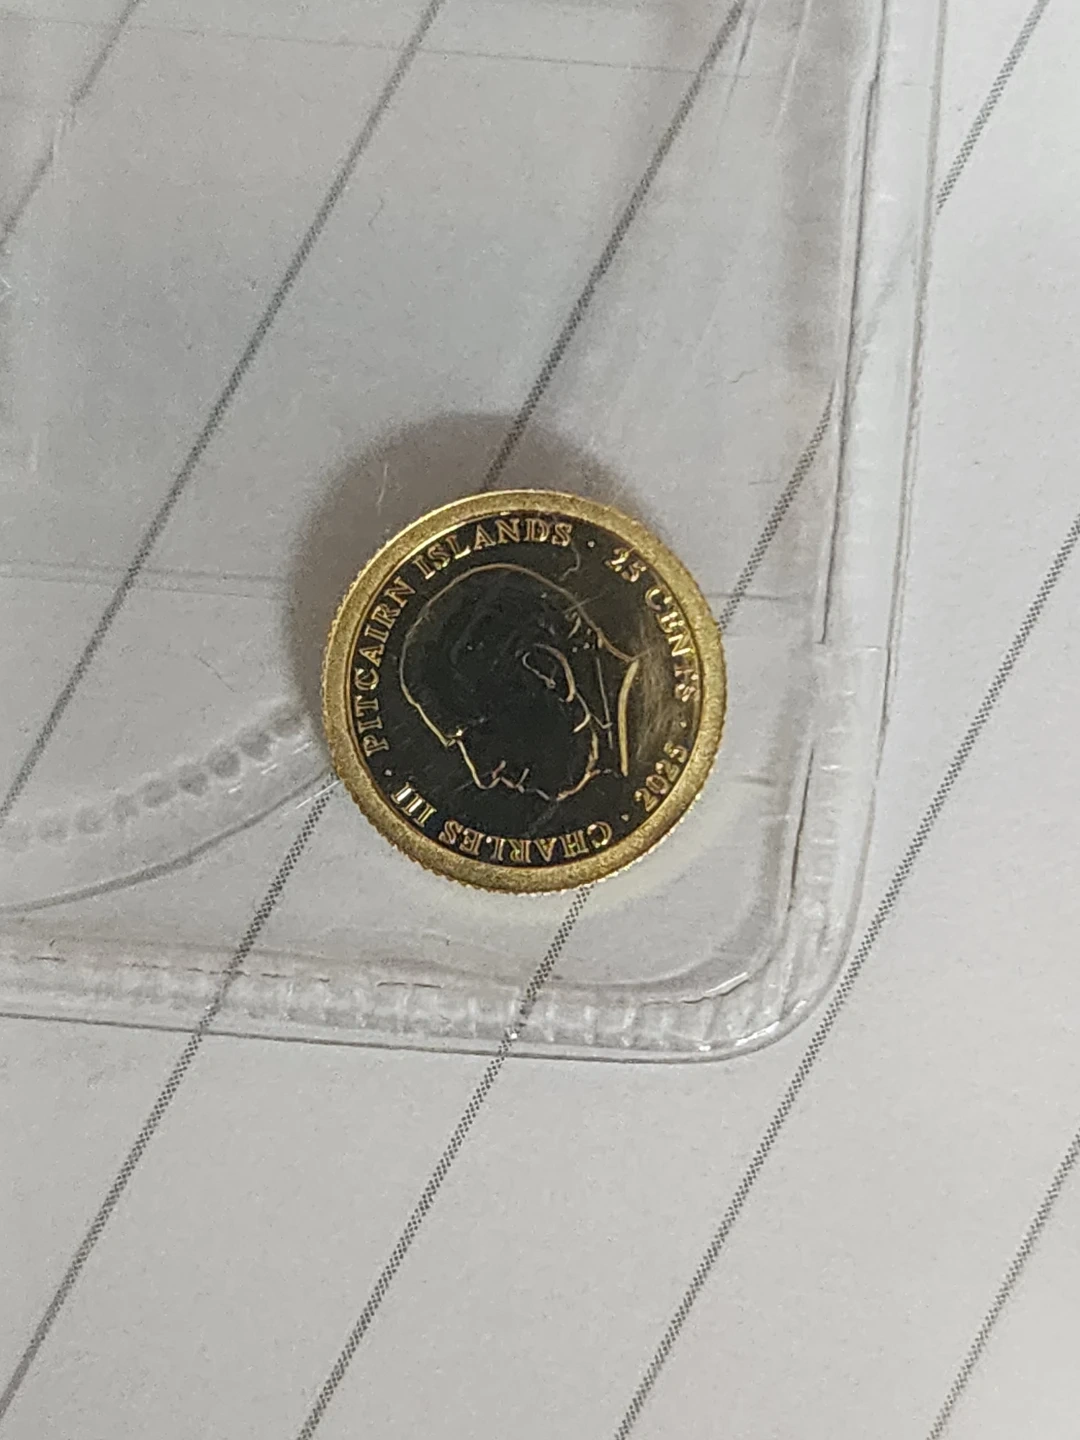 CHARLES III · PITCAIRN ISLANDS · 25 CENTS · 2025 ·